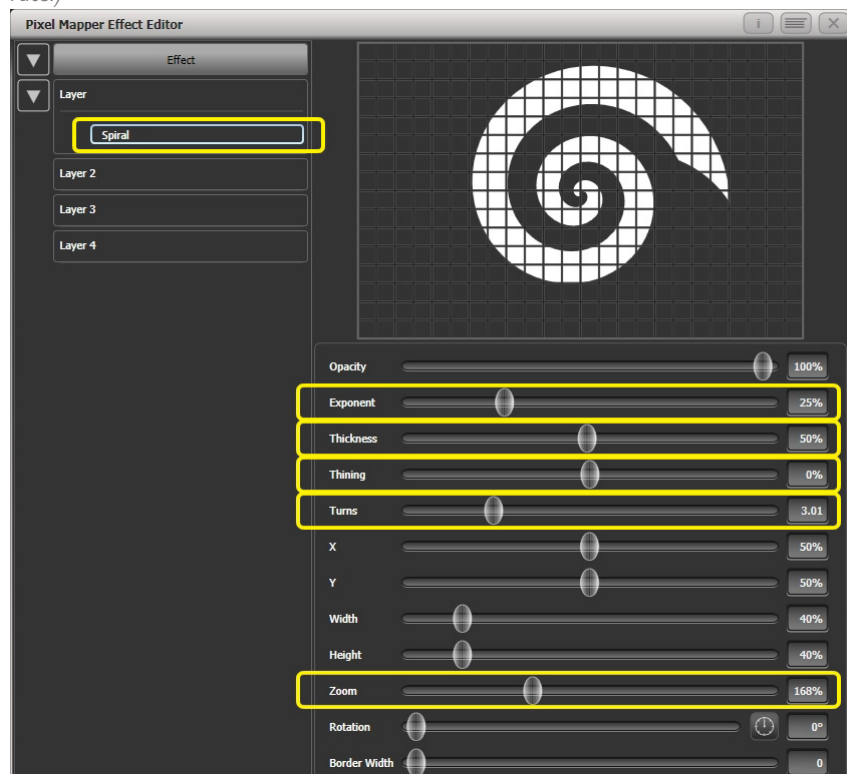 Pixel Mapper Effect Editor
i
Effect
Layer
Spiral
Layer 2
Layer 3
Layer 4
Opacity 100%
Exponent 25%
Thickness 50%
Thining 0%
Turns 3.01
X 50%
Y 50%
Width 40%
Height 40%
Zoom 168%
Rotation 0°
Border Width 0